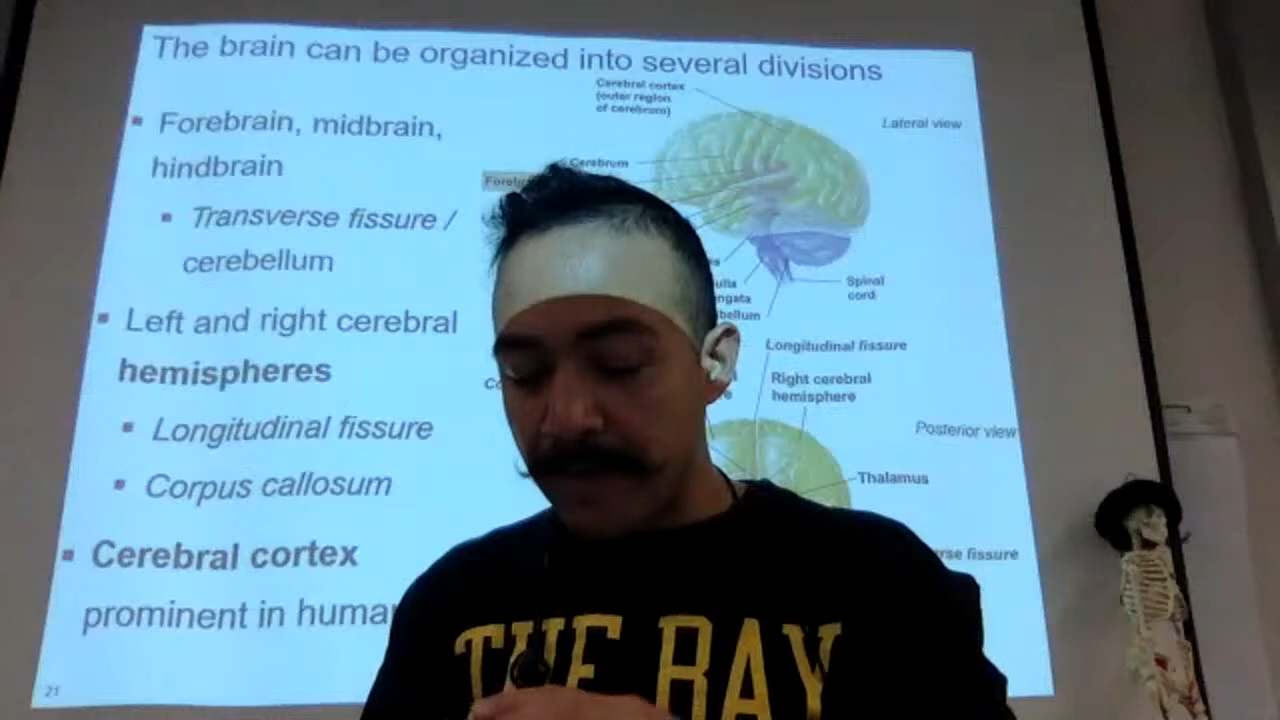 The brain can be organized into several divisions
Cerebral cortex
(outer region
of cerebrum)
Lateral view
▪ Forebrain, midbrain,
hindbrain
Cerebrum
▪ Transverse fissure /
cerebellum
Spinal
cord
▪ Left and right cerebral
hemispheres
Longitudinal fissure
Right cerebral
hemisphere
▪ Longitudinal fissure
Posterior view
▪ Corpus callosum
Thalamus
▪ Cerebral cortex
fissure
prominent in
THE BAY
21